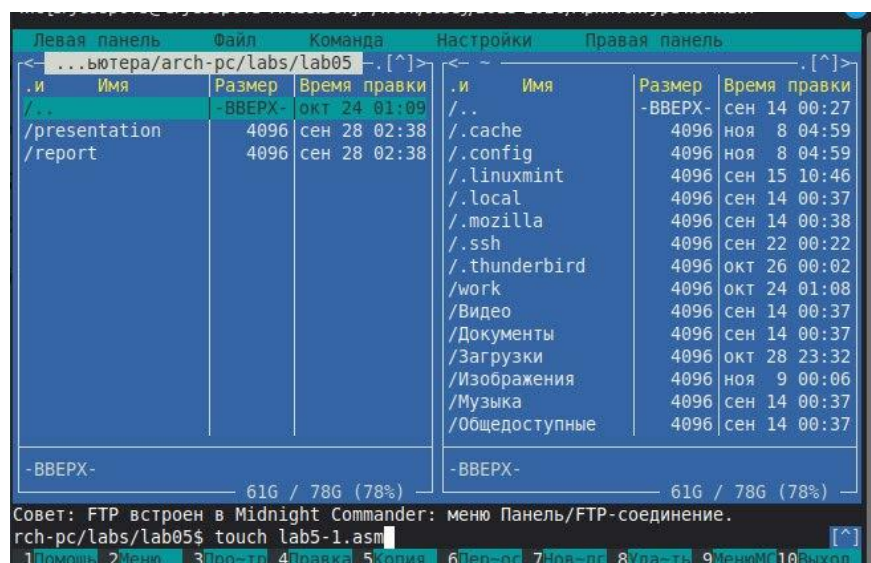 Левая панель Файл Команда Настройки Правая панель
<— ...ьютера/arch-pc/labs/lab05 —.[^]>
.и Имя Размер Время правки
/.. -ВВЕРХ- окт 24 01:09
/presentation 4096 сен 28 02:38
/report 4096 сен 28 02:38
-ВВЕРХ-
61G / 78G (78%)
<— ~ —.[^]>
.и Имя Размер Время правки
/.. -ВВЕРХ- сен 14 00:27
/.cache 4096 ноя 8 04:59
/.config 4096 ноя 8 04:59
/.linuxmint 4096 сен 15 10:46
/.local 4096 сен 14 00:37
/.mozilla 4096 сен 14 00:38
/.ssh 4096 сен 22 00:22
/.thunderbird 4096 окт 26 00:02
/work 4096 окт 24 01:08
/Видео 4096 сен 14 00:37
/Документы 4096 сен 14 00:37
/Загрузки 4096 окт 28 23:32
/Изображения 4096 ноя 9 00:06
/Музыка 4096 сен 14 00:37
/Общедоступные 4096 сен 14 00:37
-ВВЕРХ-
61G / 78G (78%)
Совет: FTP встроен в Midnight Commander: меню Панель/FTP-соединение.
rch-pc/labs/lab05$ touch lab5-1.asm [^]
1Помощь 2Меню 3Про~тр 4Правка 5Копия 6Пер~ос 7Нов~лг 8Уда~ть 9МенюMC 10Выход